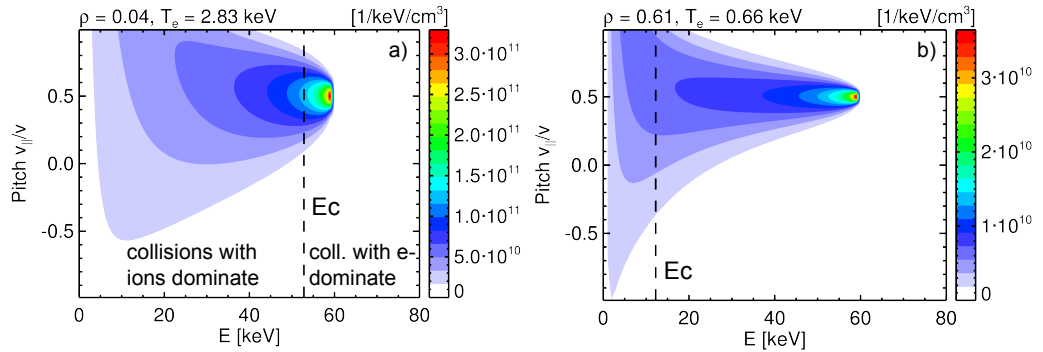 ρ = 0.04, Tₑ = 2.83 keV
[1/keV/cm³]
a)
3.0•10¹¹
2.5•10¹¹
2.0•10¹¹
1.5•10¹¹
1.0•10¹¹
5.0•10¹⁰
0
Pitch v||/v
0.5
0.0
-0.5
Ec
collisions with
ions dominate
coll. with e-
dominate
0 20 40 60 80
E [keV]
ρ = 0.61, Tₑ = 0.66 keV
[1/keV/cm³]
b)
3•10¹⁰
2•10¹⁰
1•10¹⁰
0
Pitch v||/v
0.5
0.0
-0.5
Ec
0 20 40 60 80
E [keV]